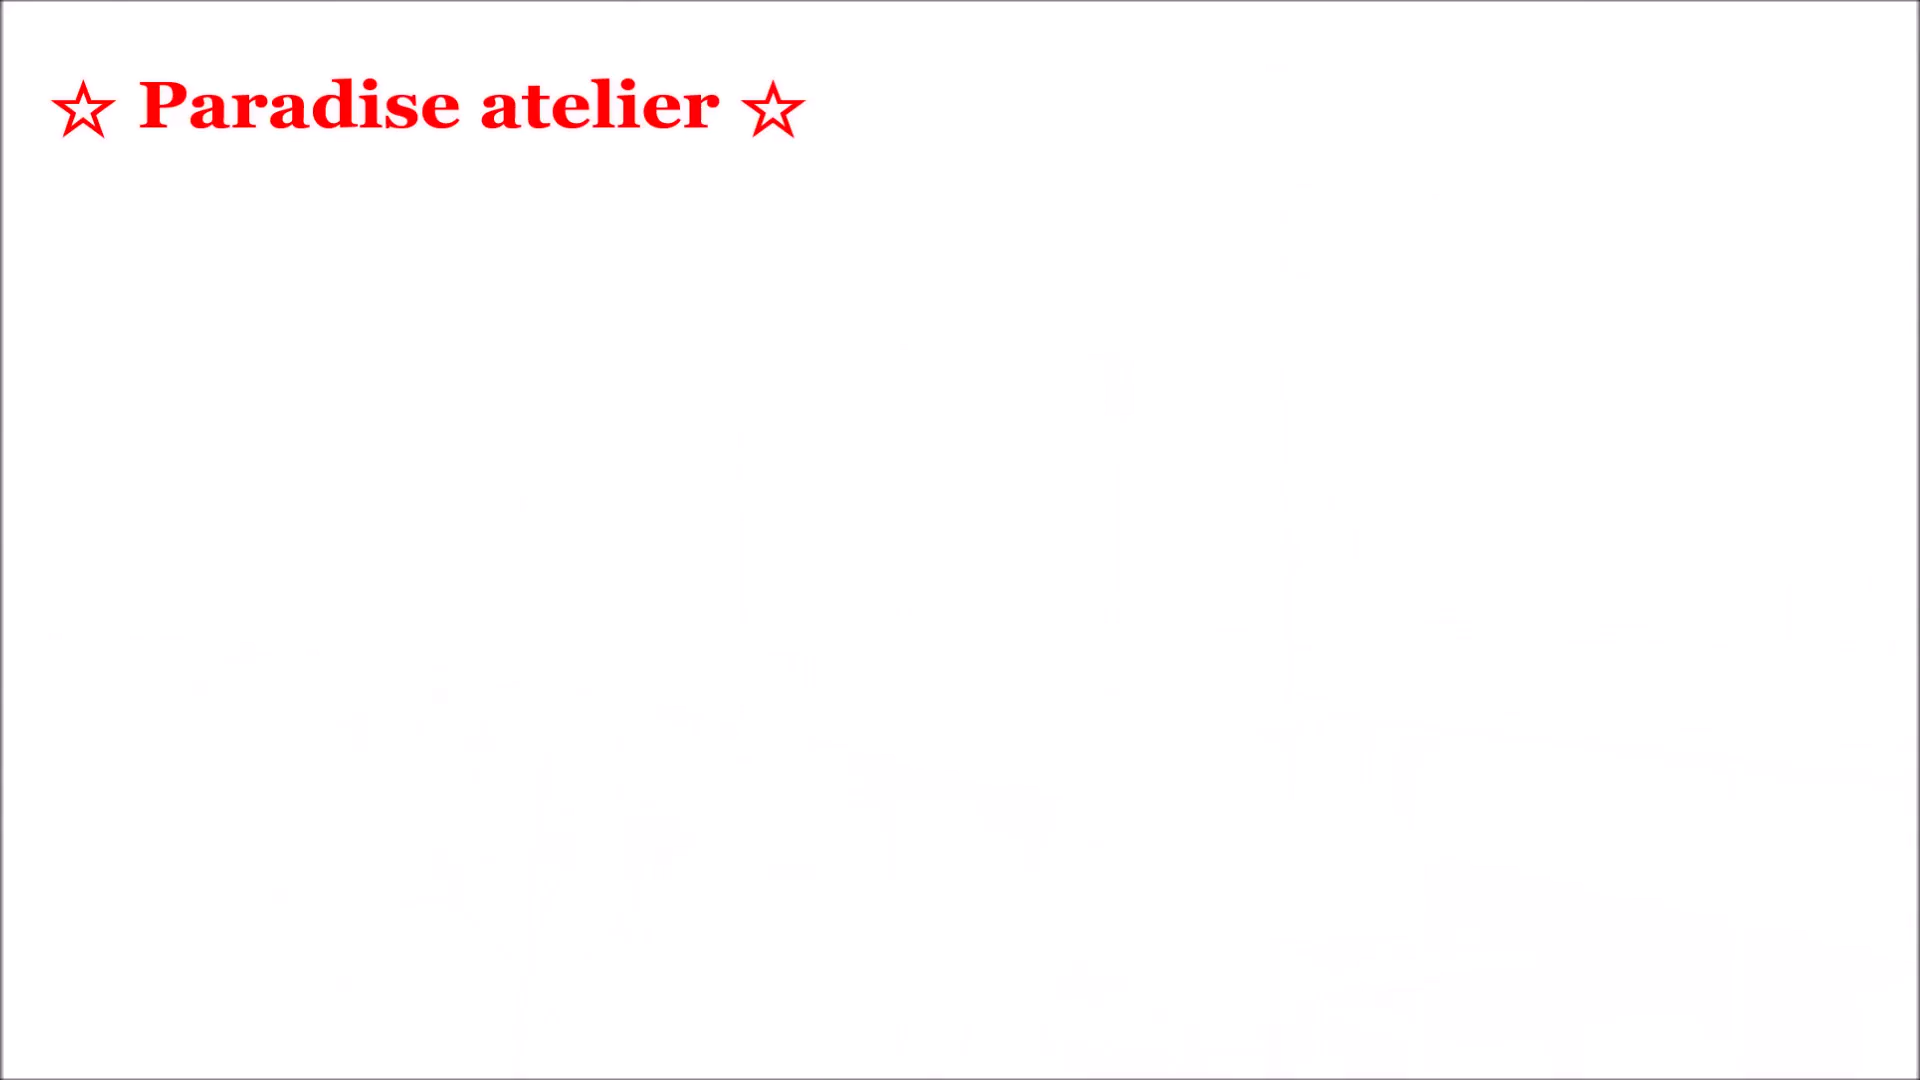 ☆ Paradise atelier ☆